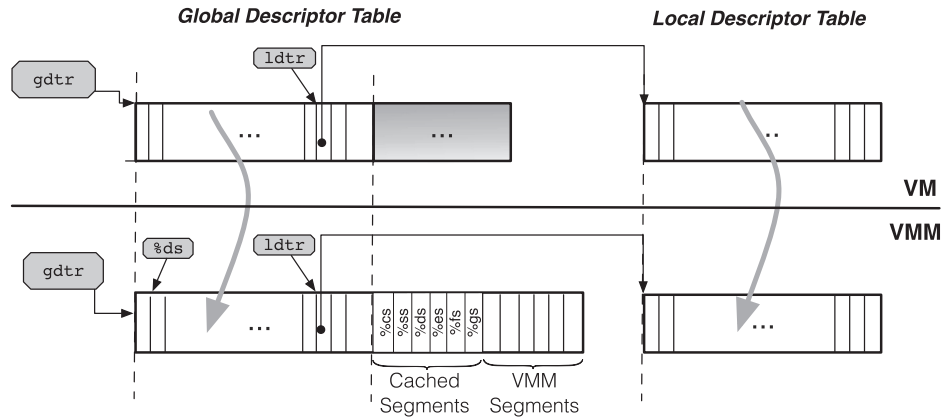 Global Descriptor Table
Local Descriptor Table
ldtr
gdtr
...
...
..
VM
VMM
%ds
ldtr
gdtr
...
%cs
%ss
%ds
%es
%fs
%gs
...
Cached
Segments
VMM
Segments